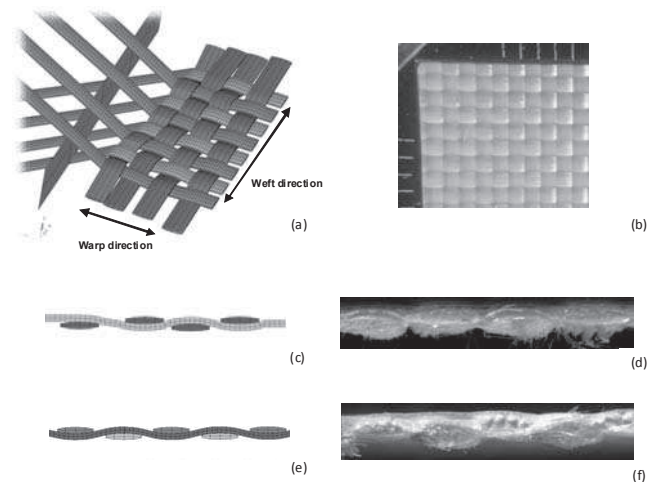 Weft direction
(a)
Warp direction
(b)
(c)
(d)
(e)
(f)